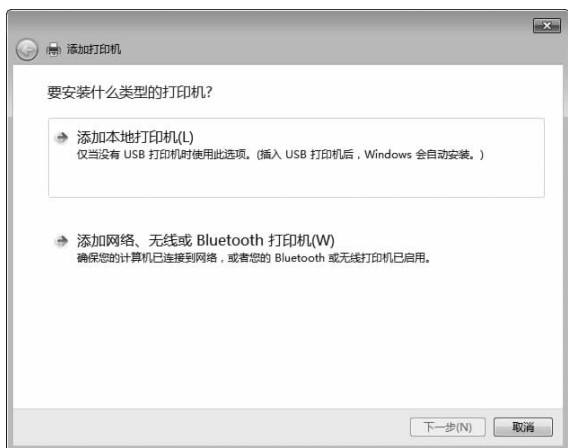 添加打印机
要安装什么类型的打印机?
添加本地打印机(L)
仅当没有 USB 打印机时使用此选项。(插入 USB 打印机后，Windows 会自动安装。)
添加网络、无线或 Bluetooth 打印机(W)
确保您的计算机已连接到网络，或者您的 Bluetooth 或无线打印机已启用。
下一步(N)
取消